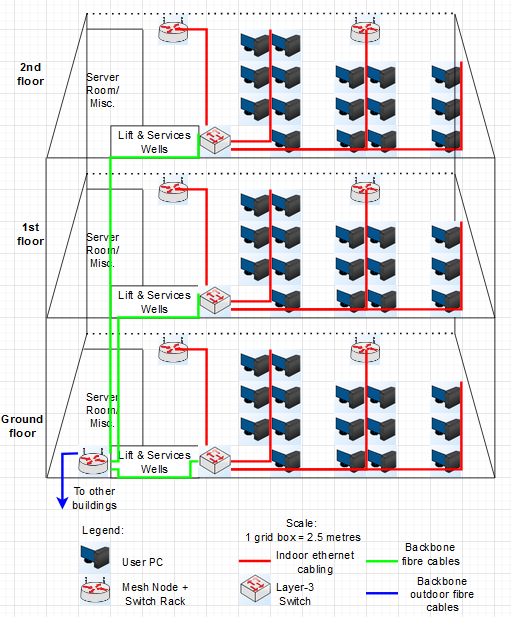 2nd
floor
Server
Room/
Misc.
Lift & Services
Wells
1st
floor
Server
Room/
Misc.
Lift & Services
Wells
Ground
floor
Server
Room/
Misc.
Lift & Services
Wells
To other
buildings
Legend:
User PC
Mesh Node +
Switch Rack
Scale:
1 grid box = 2.5 metres
Indoor ethernet
cabling
Layer-3
Switch
Backbone
fibre cables
Backbone
outdoor fibre
cables